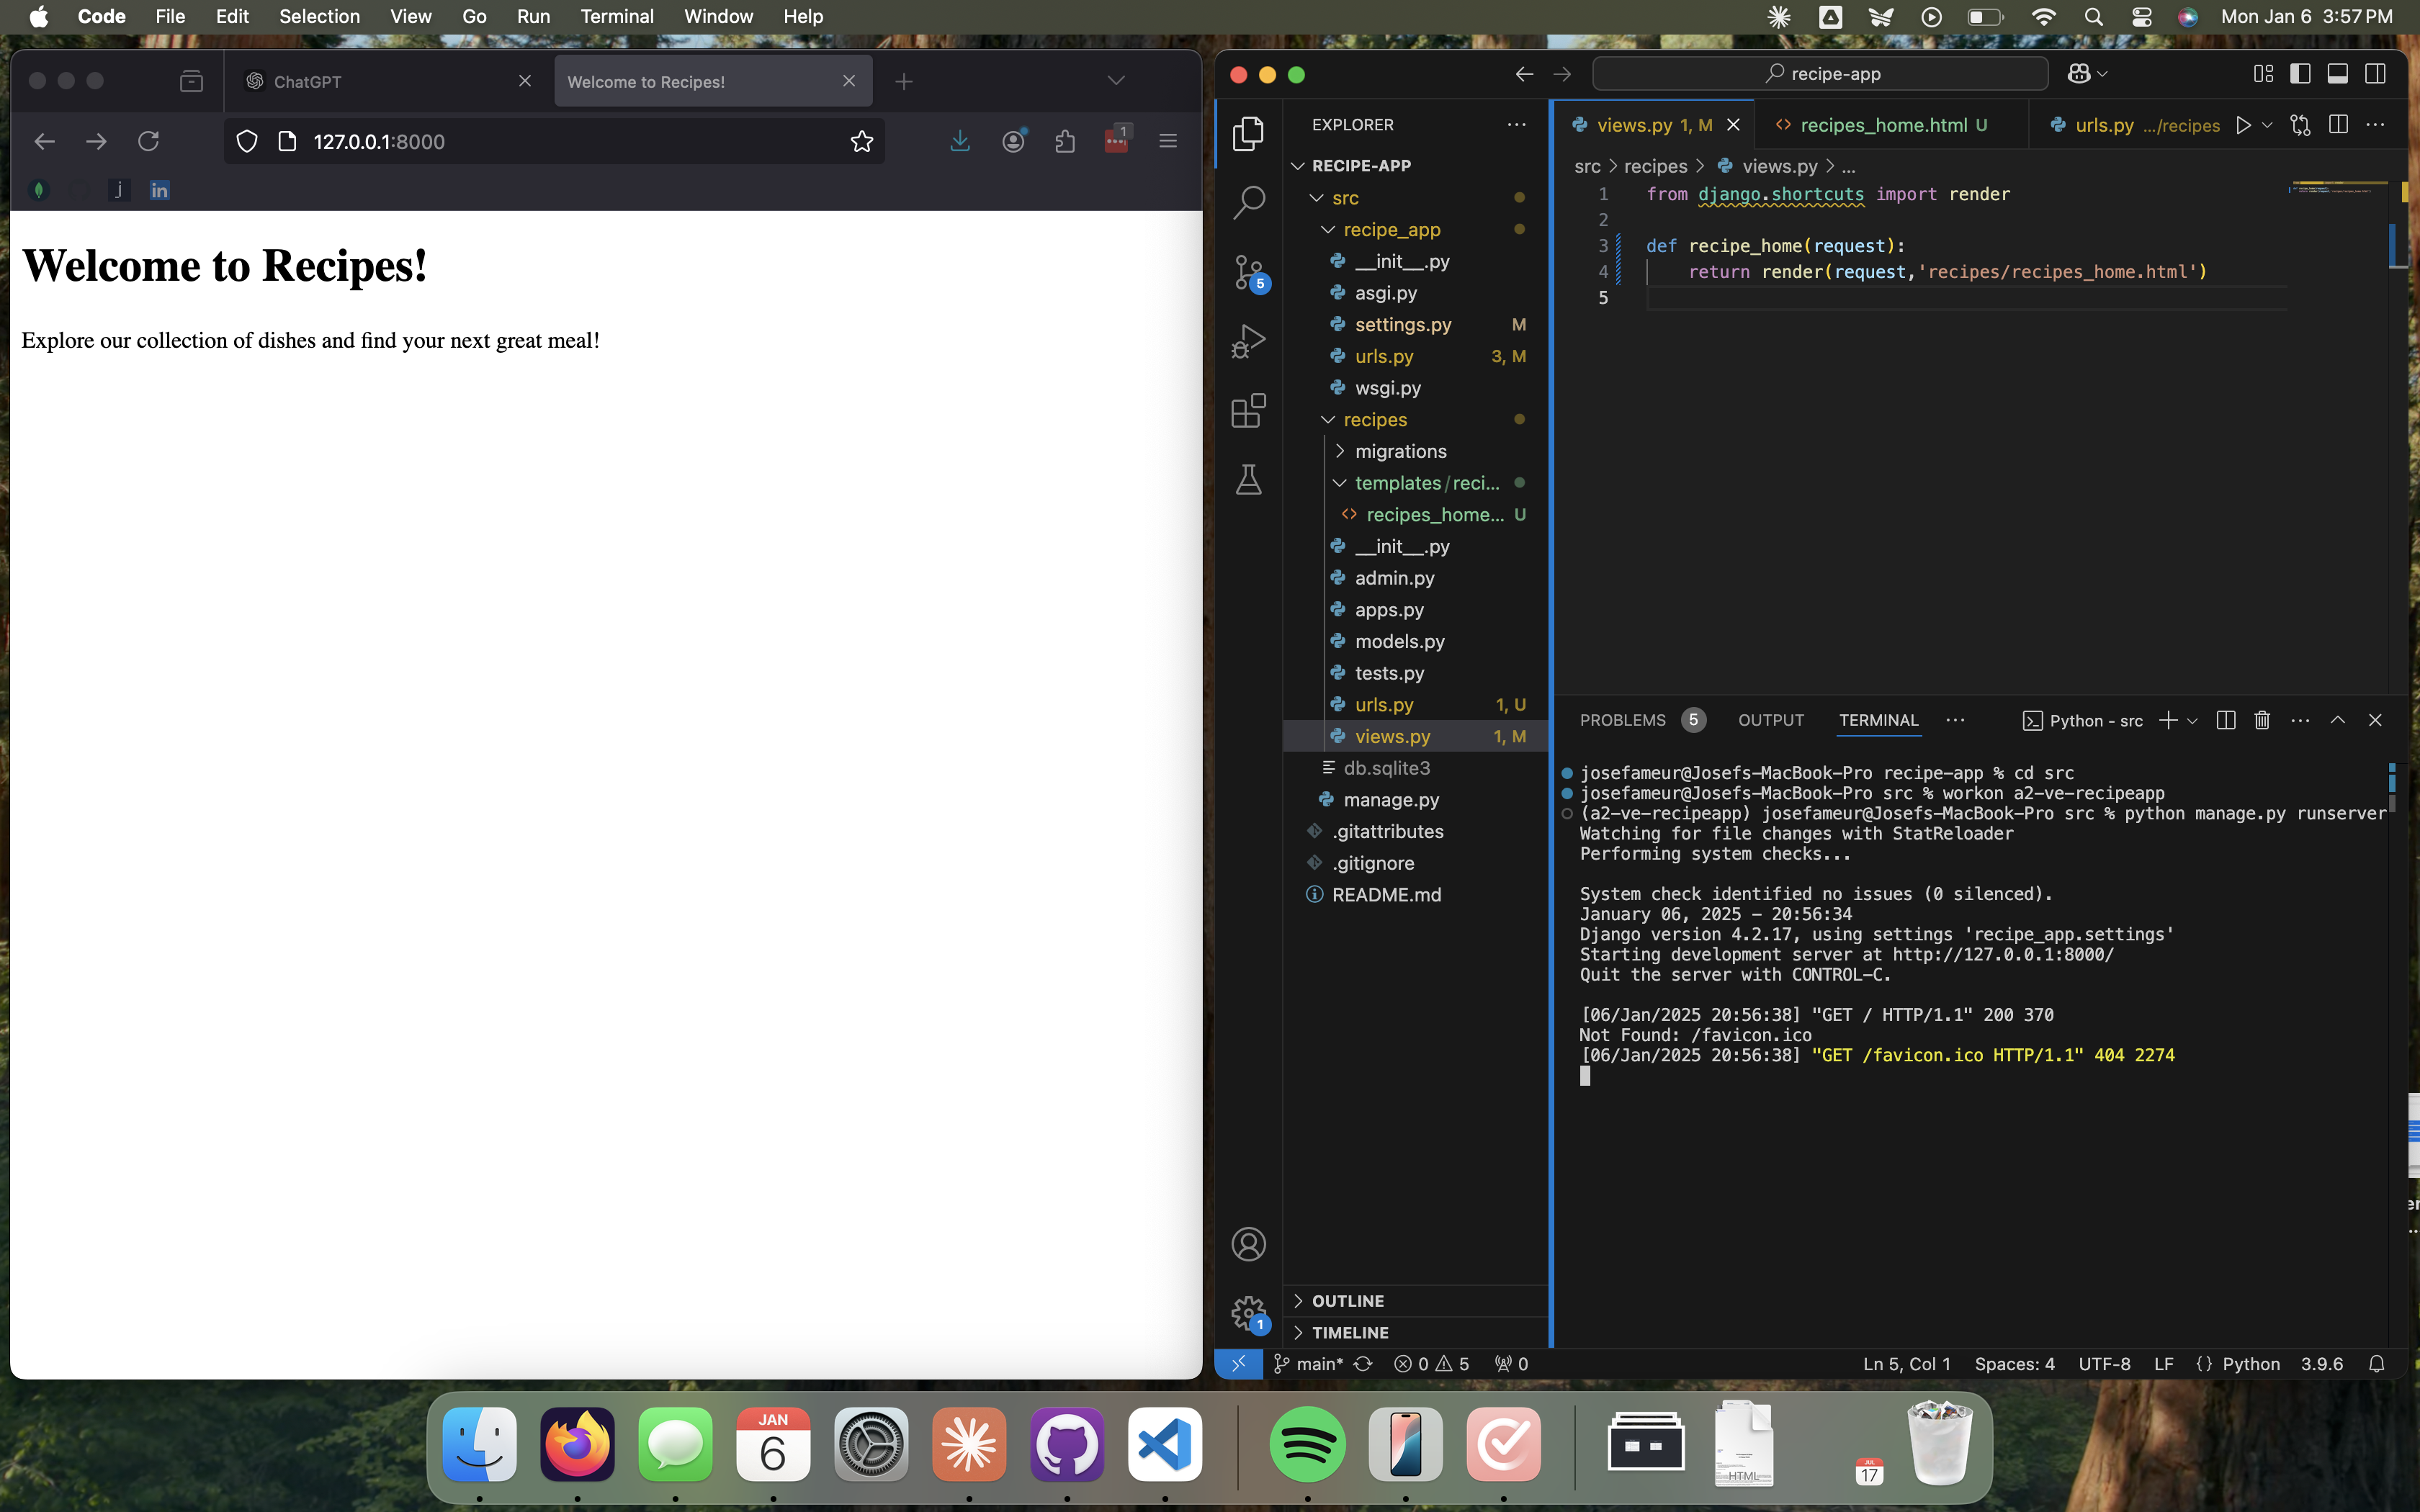 Code File Edit Selection View Go Run Terminal Window Help
Mon Jan 6 3:57 PM
ChatGPT
Welcome to Recipes!
127.0.0.1:8000
1
j
in
Welcome to Recipes!
Explore our collection of dishes and find your next great meal!
recipe-app
EXPLORER
RECIPE-APP
src
recipe_app
__init__.py
asgi.py
settings.py M
urls.py 3, M
wsgi.py
recipes
migrations
templates/reci...
recipes_home... U
__init__.py
admin.py
apps.py
models.py
tests.py
urls.py 1, U
views.py 1, M
db.sqlite3
manage.py
.gitattributes
.gitignore
README.md
OUTLINE
TIMELINE
5
1
views.py 1, M
recipes_home.html U
urls.py .../recipes
src > recipes > views.py > ...
1 from django.shortcuts import render
2
3 def recipe_home(request):
4 return render(request,'recipes/recipes_home.html')
5
PROBLEMS 5 OUTPUT TERMINAL
Python - src
josefameur@Josefs-MacBook-Pro recipe-app % cd src
josefameur@Josefs-MacBook-Pro src % workon a2-ve-recipeapp
(a2-ve-recipeapp) josefameur@Josefs-MacBook-Pro src % python manage.py runserver
Watching for file changes with StatReloader
Performing system checks...
System check identified no issues (0 silenced).
January 06, 2025 - 20:56:34
Django version 4.2.17, using settings 'recipe_app.settings'
Starting development server at http://127.0.0.1:8000/
Quit the server with CONTROL-C.
[06/Jan/2025 20:56:38] "GET / HTTP/1.1" 200 370
Not Found: /favicon.ico
[06/Jan/2025 20:56:38] "GET /favicon.ico HTTP/1.1" 404 2274
main* 0 5 0
Ln 5, Col 1 Spaces: 4 UTF-8 LF {} Python 3.9.6
JAN
6
HTML
JUL
17